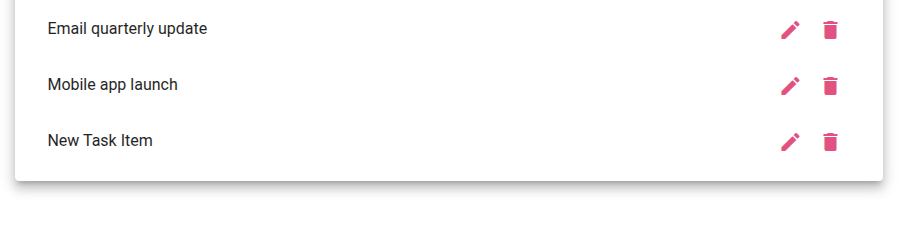 Email quarterly update
Mobile app launch
New Task Item